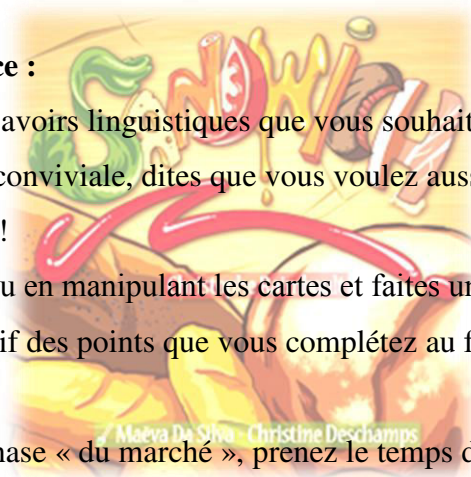 SANDWICH
ce :
avoirs linguistiques que vous souhait
conviviale, dites que vous voulez auss
!
u en manipulant les cartes et faites un
if des points que vous complétez au f
Maëva Da Silva - Christine Deschamps
hase « du marché », prenez le temps d